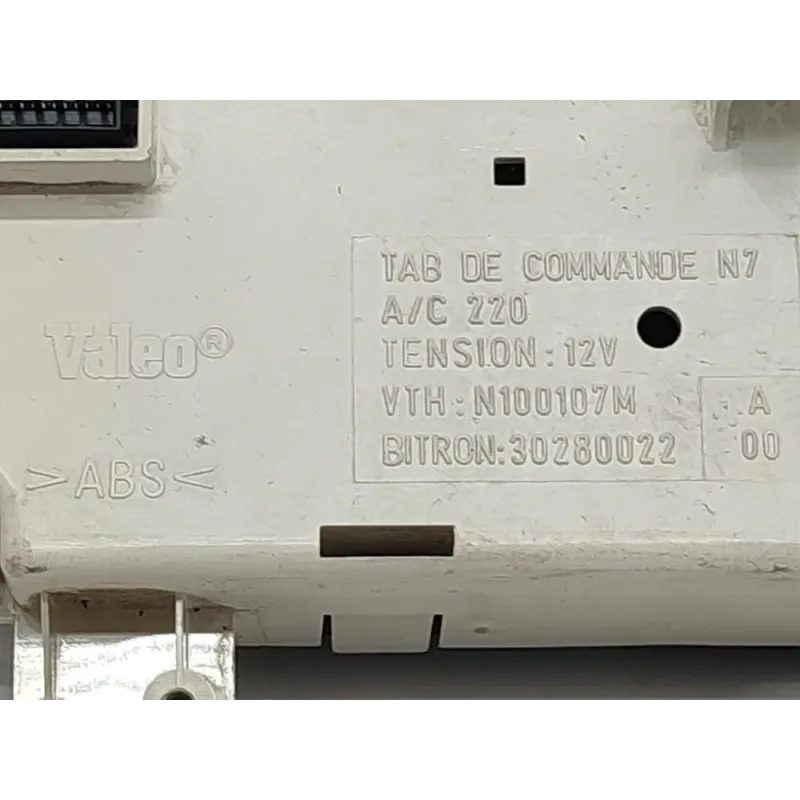 TAB DE COMMANDE N7
A/C 220
TENSION: 12V
VTH: N100107M
BITRON: 30280022
A
00
Valeo®
>ABS<